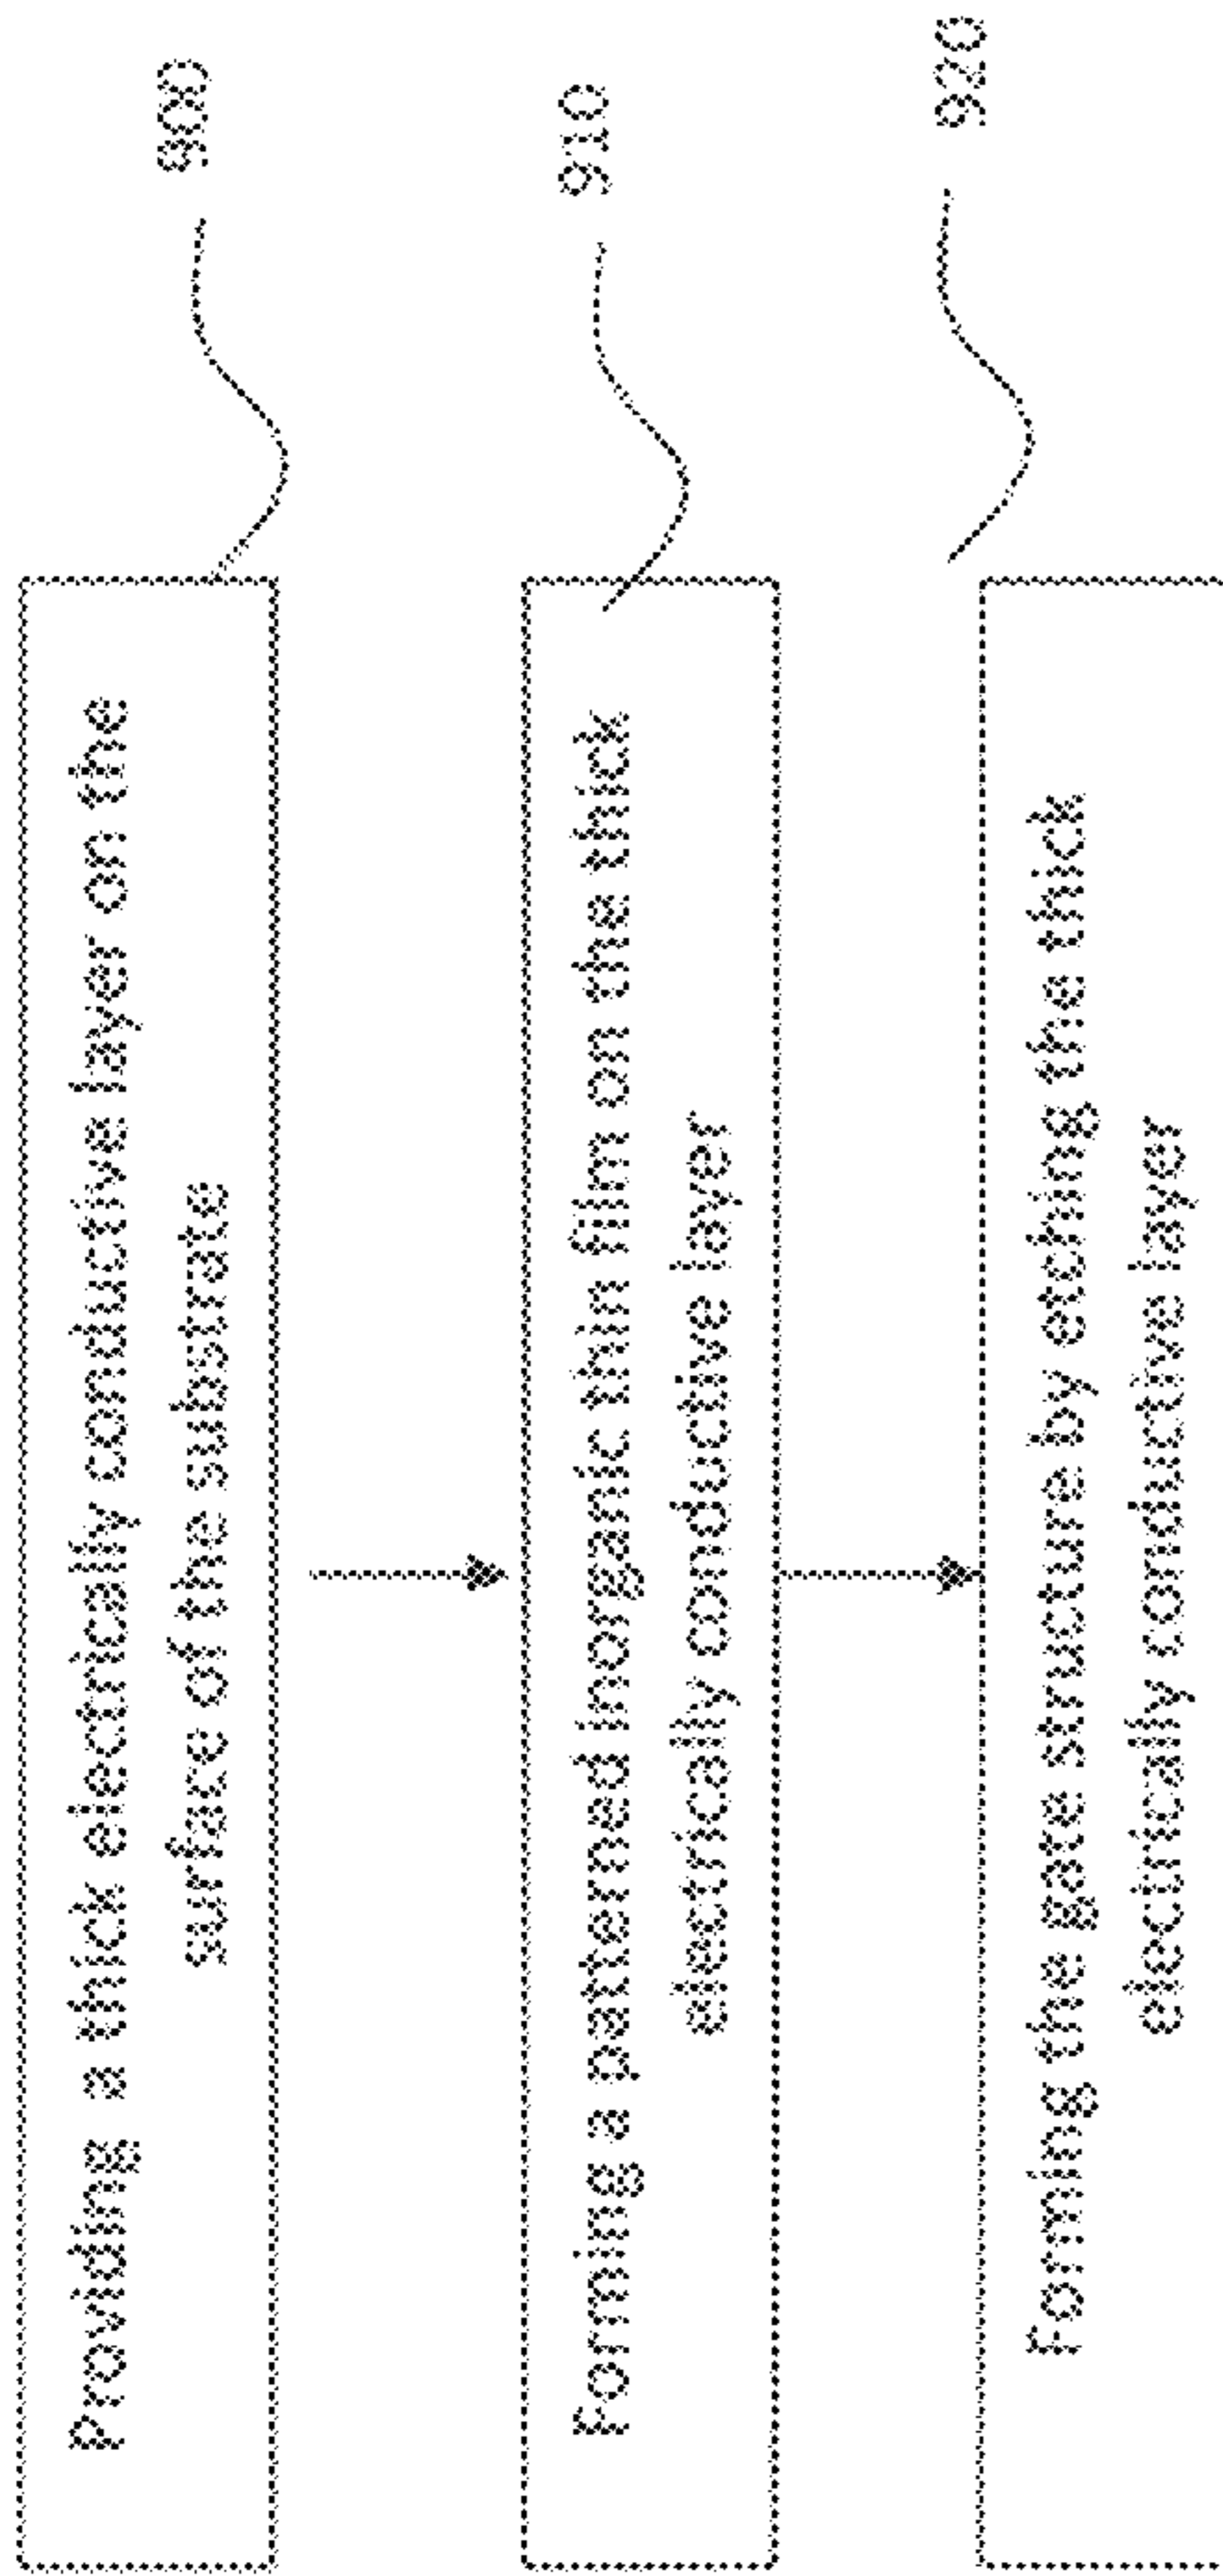 Providing a thick electrically conductive layer on the
surface of the substrate
900
Forming a patterned inorganic thin film on the thick
electrically conductive layer
910
Forming the gate structure by etching the thick
electrically conductive layer
920